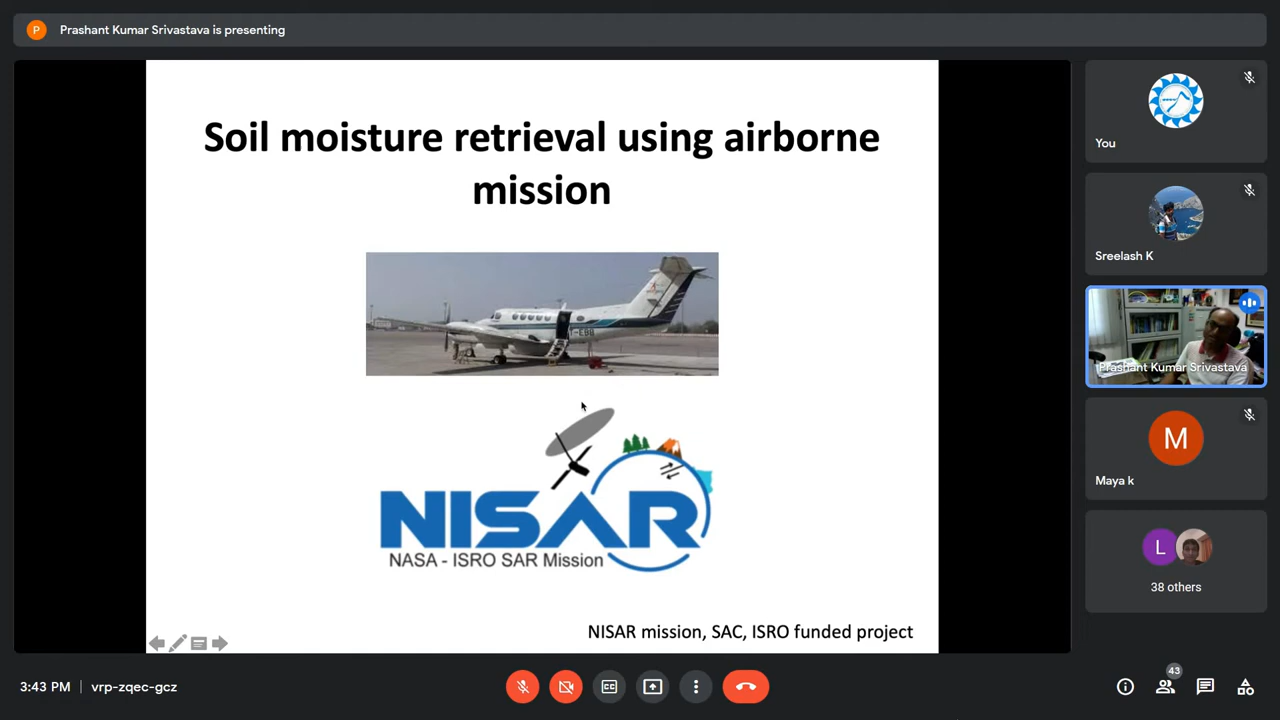 P
Prashant Kumar Srivastava is presenting
Soil moisture retrieval using airborne
mission
NISAR
NASA - ISRO SAR Mission
NISAR mission, SAC, ISRO funded project
You
Sreelash K
Prashant Kumar Srivastava
M
Maya k
L
38 others
3:43 PM
vrp-zqec-gcz
CC
43